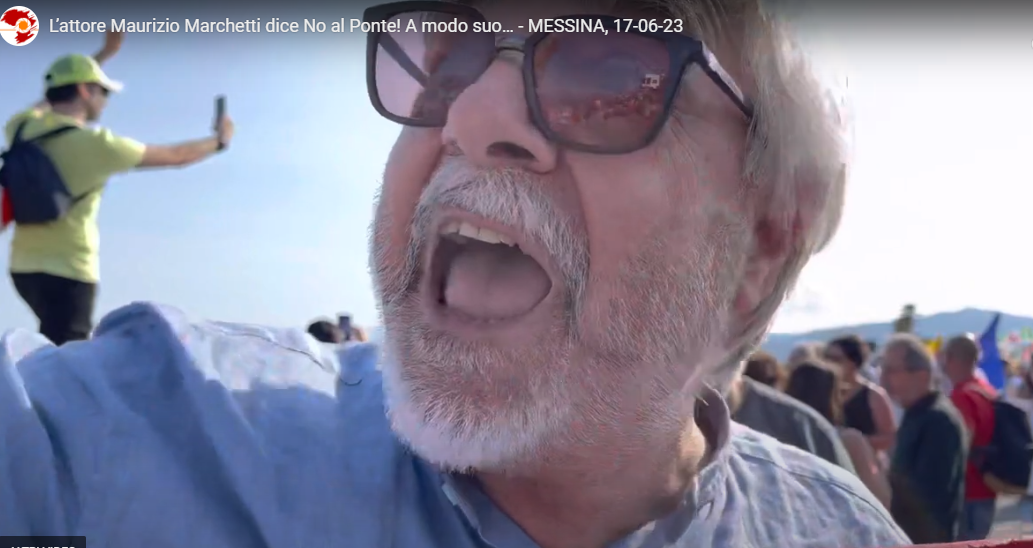 L'attore Maurizio Marchetti dice No al Ponte! A modo suo... - MESSINA, 17-06-23